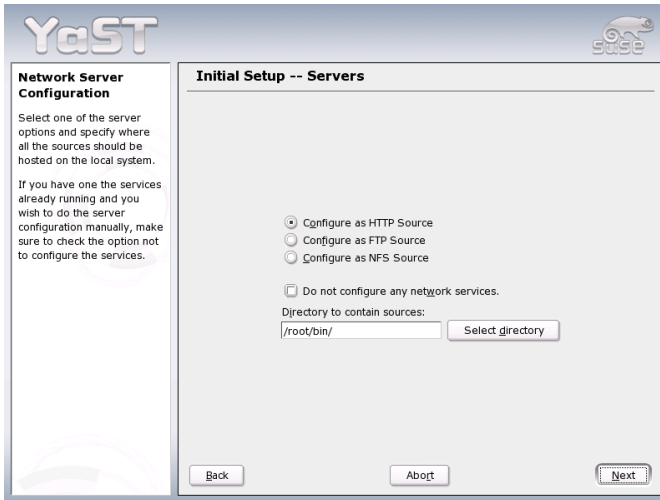 YaST
SUSE
Network Server
Configuration
Select one of the server
options and specify where
all the sources should be
hosted on the local system.
If you have one the services
already running and you
wish to do the server
configuration manually, make
sure to check the option not
to configure the services.
Initial Setup -- Servers
Configure as HTTP Source
Configure as FTP Source
Configure as NFS Source
Do not configure any network services.
Directory to contain sources:
/root/bin/
Select directory
Back
Abort
Next